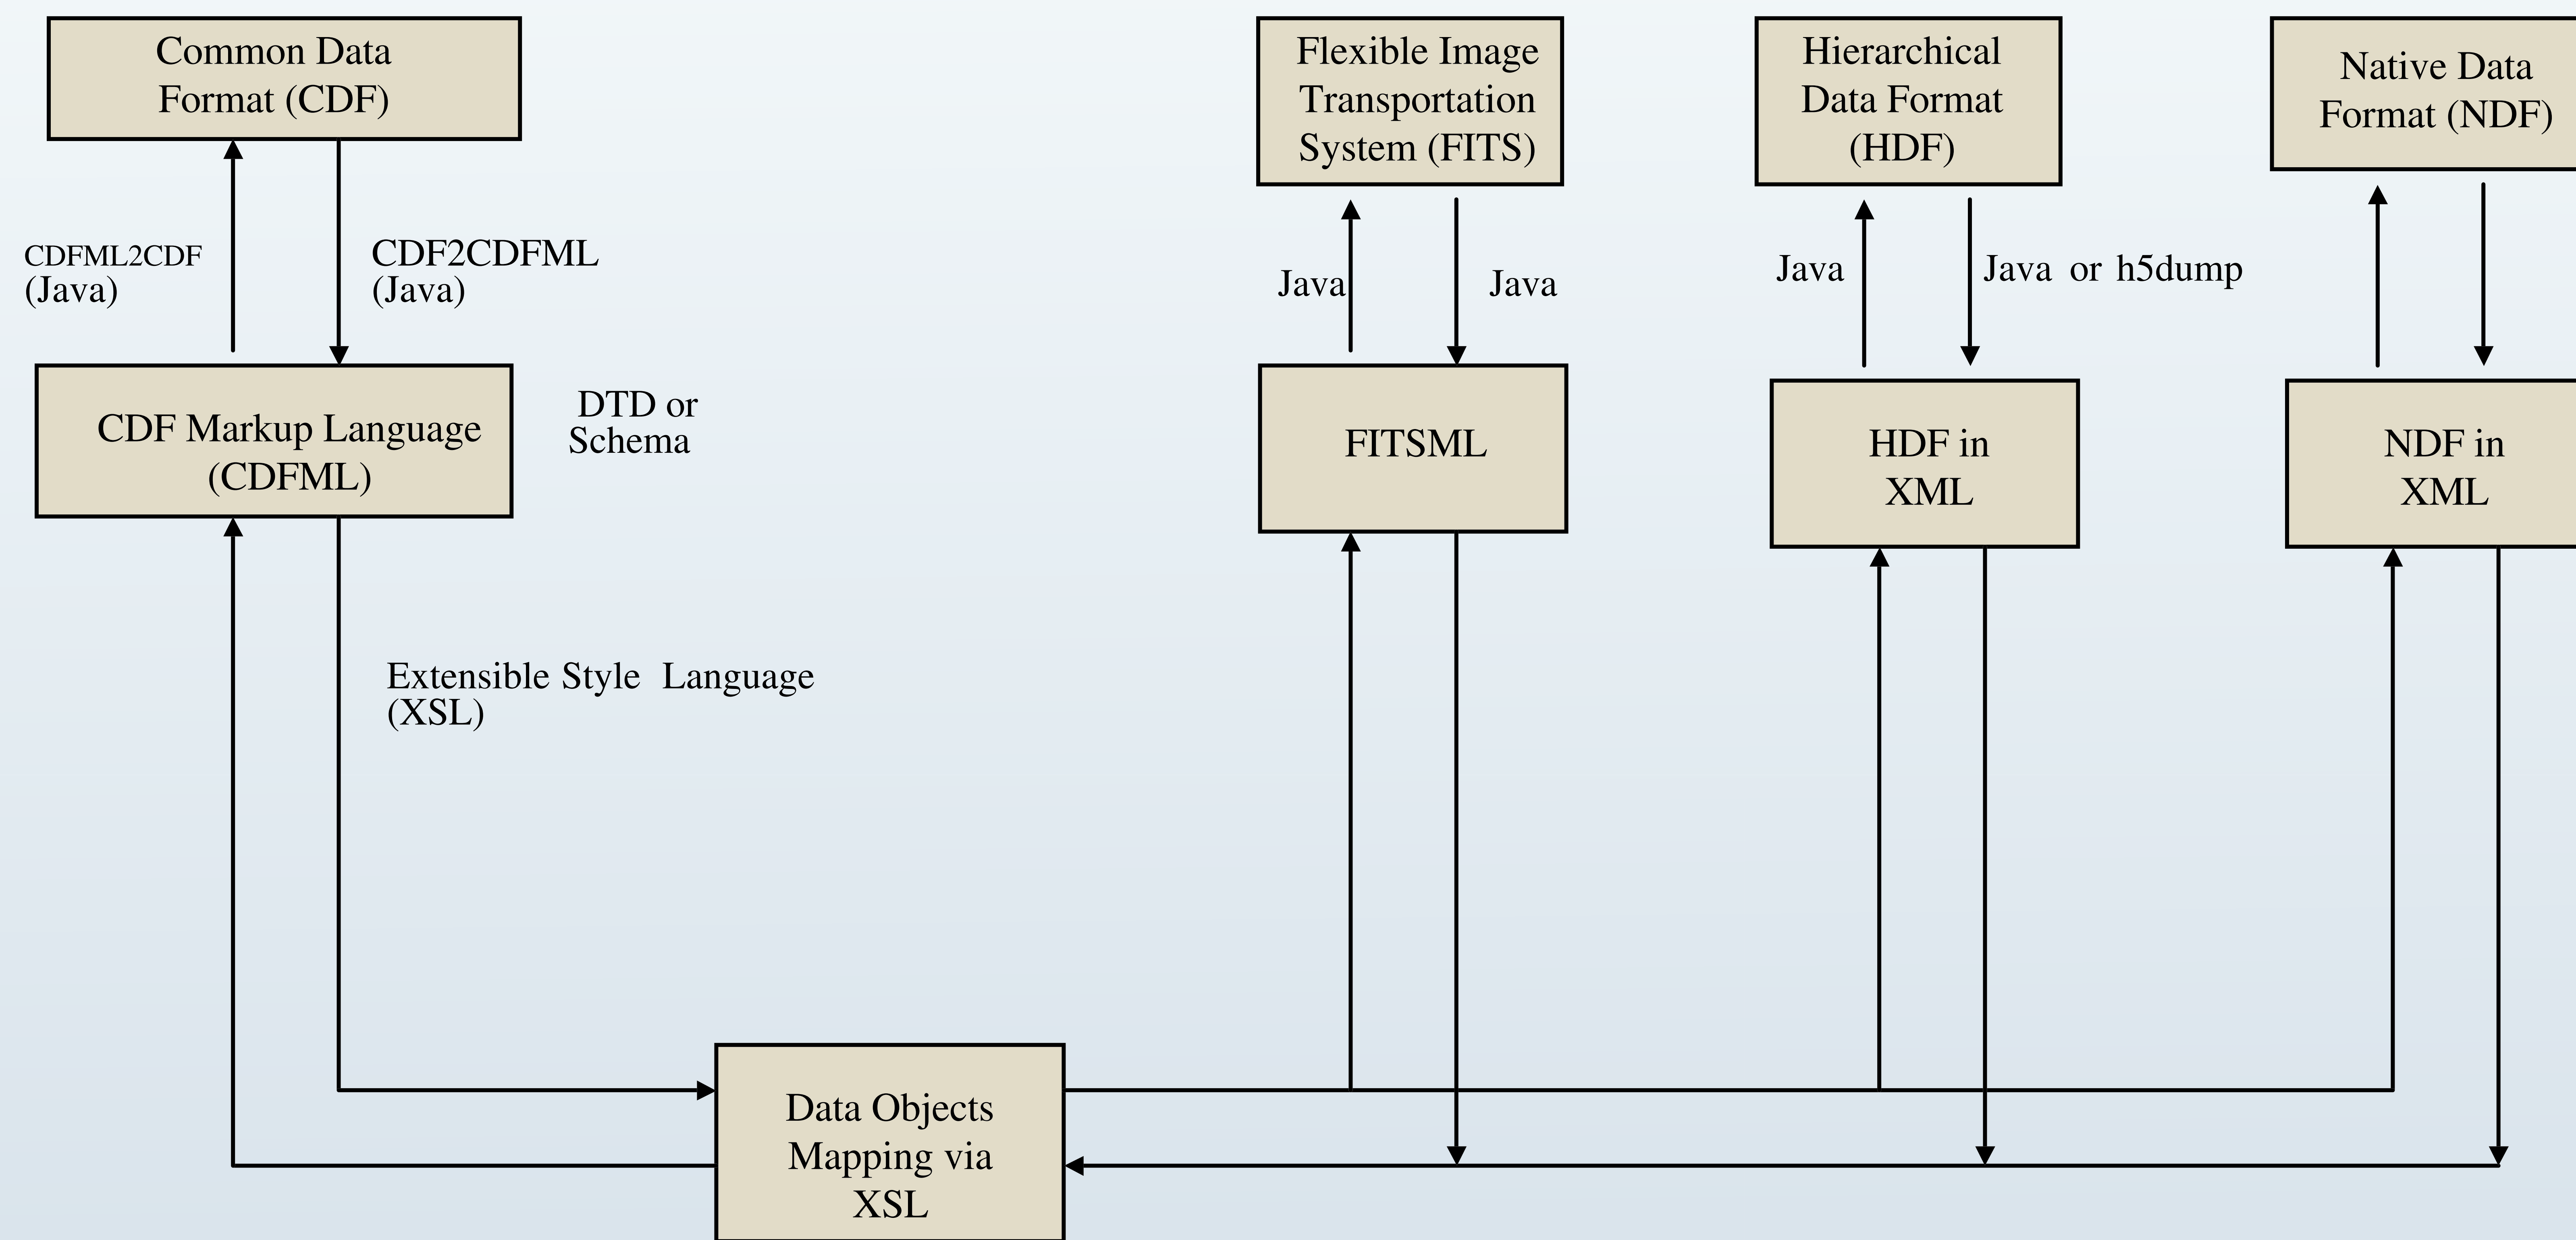 Common Data
Format (CDF)
Flexible Image
Transportation
System (FITS)
Hierarchical
Data Format
(HDF)
Native Data
Format (NDF)
CDFML2CDF
(Java)
CDF2CDFML
(Java)
Java
Java
Java
Java or h5dump
CDF Markup Language
(CDFML)
DTD or
Schema
FITSML
HDF in
XML
NDF in
XML
Extensible Style Language
(XSL)
Data Objects
Mapping via
XSL